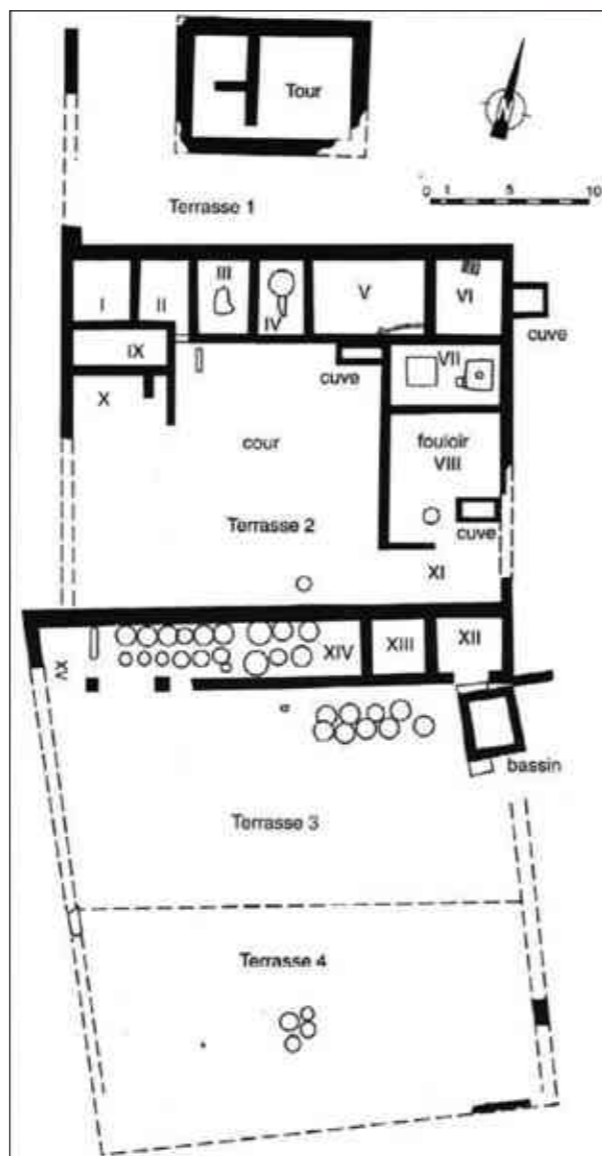 Tour
0 1 5 10
Terrasse 1
I II III IV V VI
cuve
IX
cuve
VII
X
cour
fouloir
VIII
Terrasse 2
cuve
XI
XV
XIV XIII XII
bassin
Terrasse 3
Terrasse 4